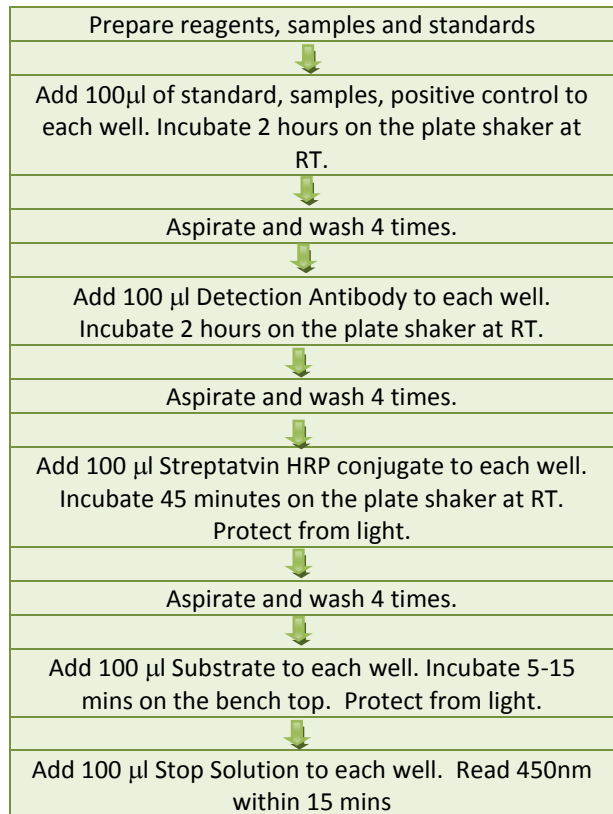 Prepare reagents, samples and standards
Add 100μl of standard, samples, positive control to
each well. Incubate 2 hours on the plate shaker at
RT.
Aspirate and wash 4 times.
Add 100 μl Detection Antibody to each well.
Incubate 2 hours on the plate shaker at RT.
Aspirate and wash 4 times.
Add 100 μl Streptatvin HRP conjugate to each well.
Incubate 45 minutes on the plate shaker at RT.
Protect from light.
Aspirate and wash 4 times.
Add 100 μl Substrate to each well. Incubate 5-15
mins on the bench top.  Protect from light.
Add 100 μl Stop Solution to each well.  Read 450nm
within 15 mins